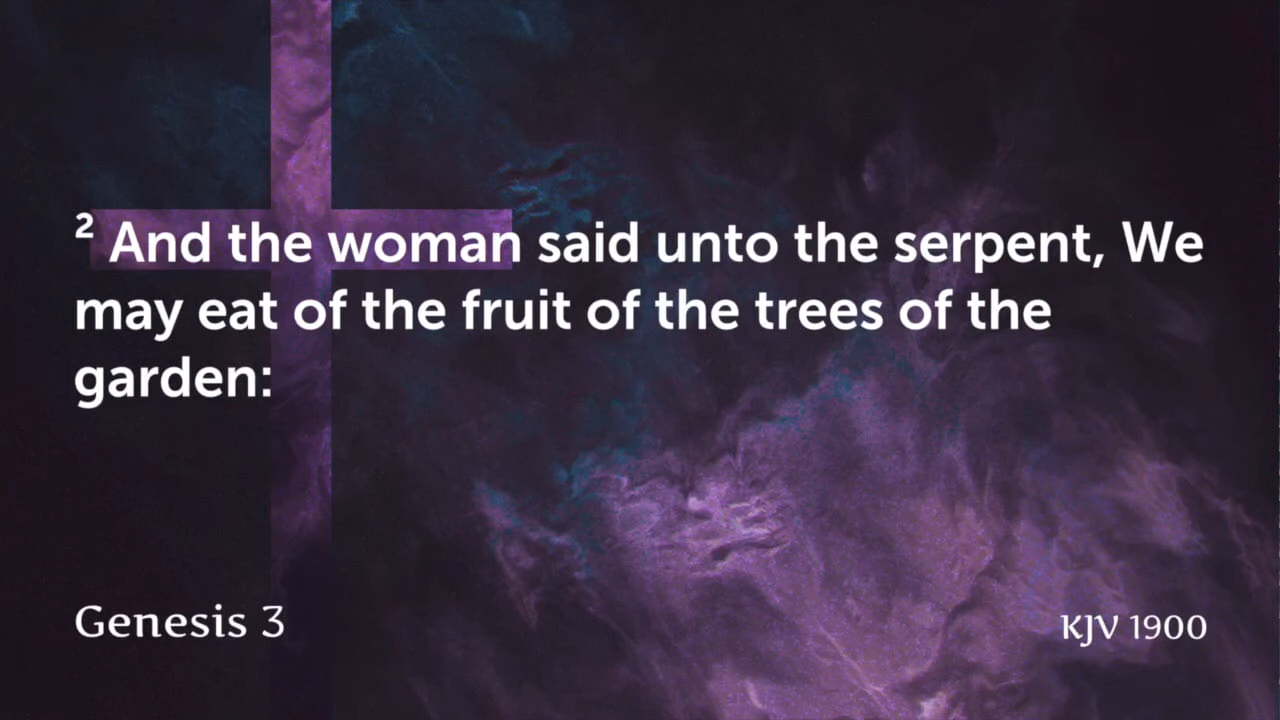 ² And the woman said unto the serpent, We
may eat of the fruit of the trees of the
garden:
Genesis 3
KJV 1900